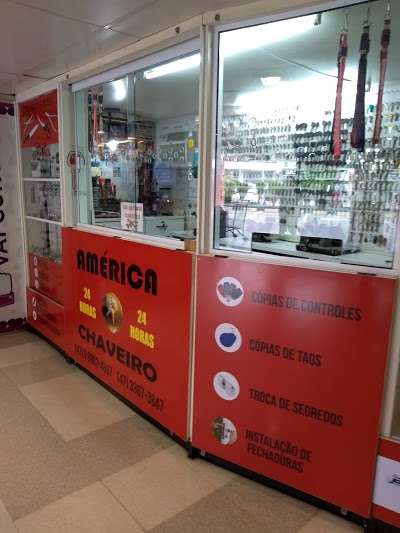 AMÉRICA
24 HORAS
24 HORAS
CHAVEIRO
(47) 3367-3847
CÓPIAS DE CONTROLES
CÓPIAS DE TAGS
TROCA DE SEGREDOS
INSTALAÇÃO DE
FECHADURAS